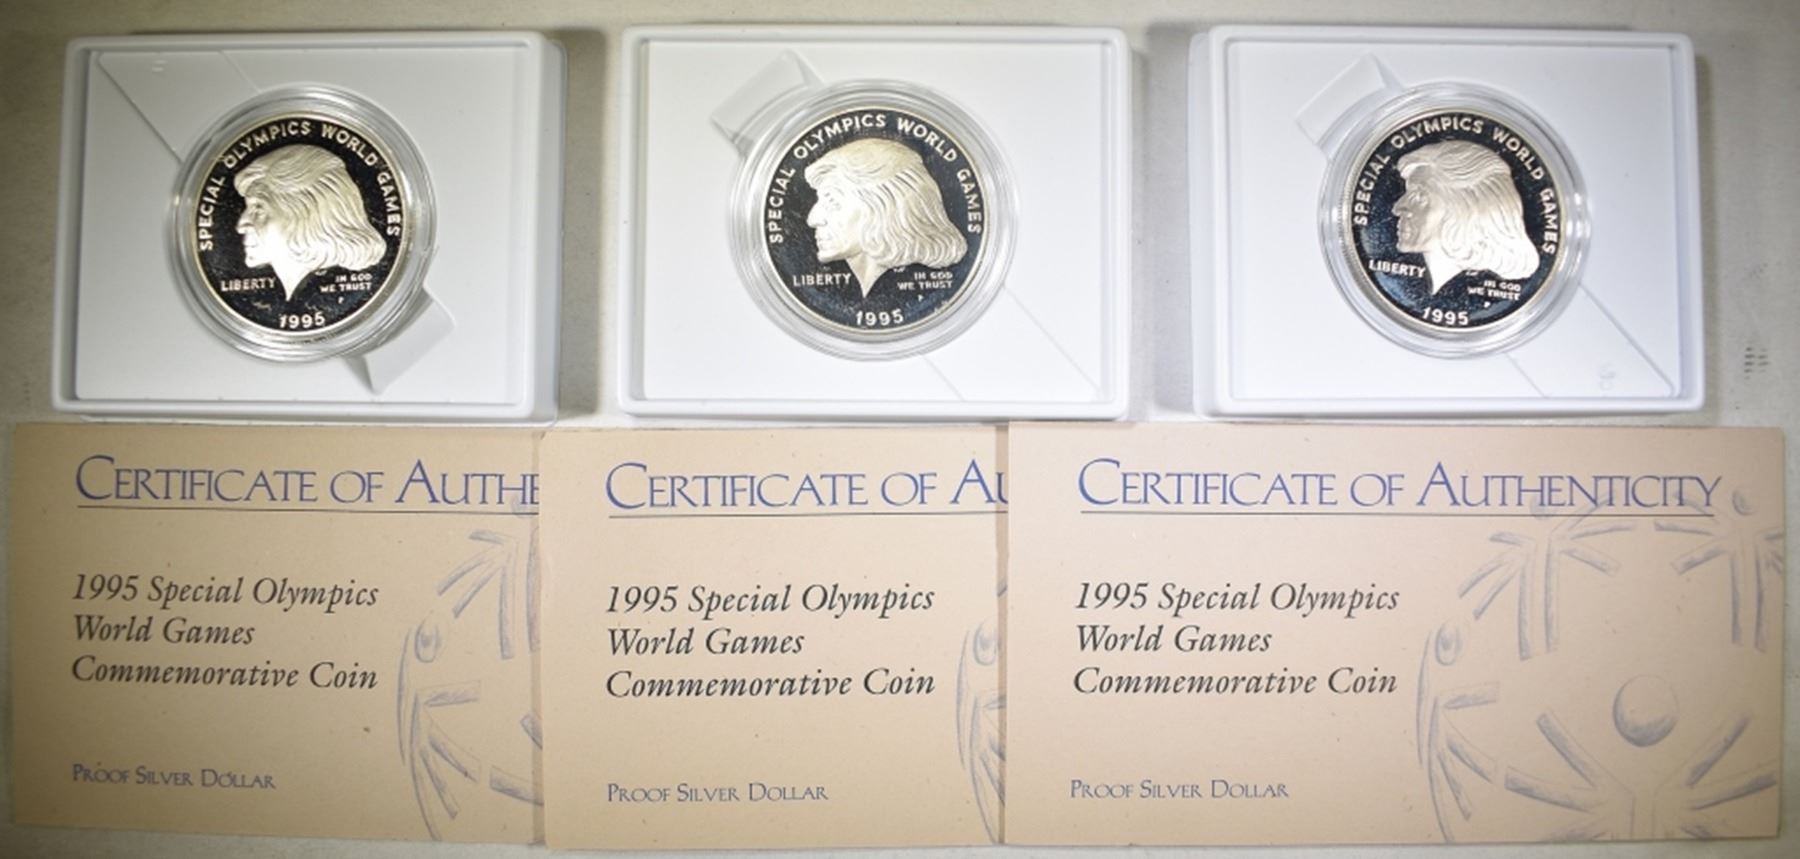 SPECIAL OLYMPICS WORLD GAMES
LIBERTY
IN GOD
WE TRUST
P
1995
SPECIAL OLYMPICS WORLD GAMES
LIBERTY
IN GOD
WE TRUST
P
1995
SPECIAL OLYMPICS WORLD GAMES
LIBERTY
IN GOD
WE TRUST
P
1995
CERTIFICATE OF AUTHE
1995 Special Olympics
World Games
Commemorative Coin
PROOF SILVER DOLLAR
CERTIFICATE OF AU
1995 Special Olympics
World Games
Commemorative Coin
PROOF SILVER DOLLAR
CERTIFICATE OF AUTHENTICITY
1995 Special Olympics
World Games
Commemorative Coin
PROOF SILVER DOLLAR